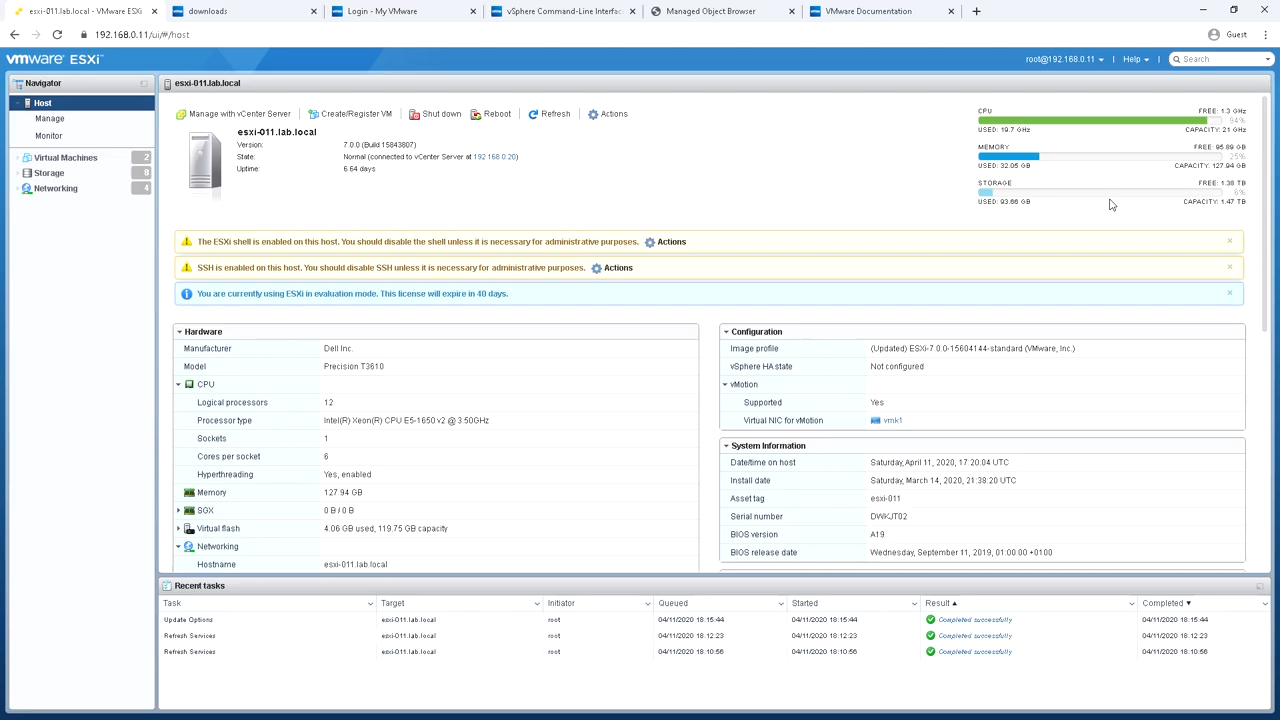 esxi-011.lab.local - VMware ESXi
downloads
Login - My VMware
vSphere Command-Line Interfac
Managed Object Browser
VMware Documentation
192.168.0.11/ui/#/host
Guest
vmware ESXi
root@192.168.0.11
Help
Search
Navigator
esxi-011.lab.local
Host
Manage
Monitor
Virtual Machines 2
Storage 8
Networking 4
Manage with vCenter Server
Create/Register VM
Shut down
Reboot
Refresh
Actions
esxi-011.lab.local
Version: 7.0.0 (Build 15843807)
State: Normal (connected to vCenter Server at 192.168.0.20)
Uptime: 6.64 days
CPU FREE: 1.3 GHz
94%
USED: 19.7 GHz CAPACITY: 21 GHz
MEMORY FREE: 95.89 GB
25%
USED: 32.05 GB CAPACITY: 127.94 GB
STORAGE FREE: 1.38 TB
6%
USED: 93.66 GB CAPACITY: 1.47 TB
The ESXi shell is enabled on this host. You should disable the shell unless it is necessary for administrative purposes. Actions
SSH is enabled on this host. You should disable SSH unless it is necessary for administrative purposes. Actions
You are currently using ESXi in evaluation mode. This license will expire in 40 days.
Hardware
Manufacturer Dell Inc.
Model Precision T3610
CPU
Logical processors 12
Processor type Intel(R) Xeon(R) CPU E5-1650 v2 @ 3.50GHz
Sockets 1
Cores per socket 6
Hyperthreading Yes, enabled
Memory 127.94 GB
SGX 0 B / 0 B
Virtual flash 4.06 GB used, 119.75 GB capacity
Networking
Hostname esxi-011.lab.local
Configuration
Image profile (Updated) ESXi-7.0.0-15604144-standard (VMware, Inc.)
vSphere HA state Not configured
vMotion
Supported Yes
Virtual NIC for vMotion vmk1
System Information
Date/time on host Saturday, April 11, 2020, 17:20:04 UTC
Install date Saturday, March 14, 2020, 21:38:20 UTC
Asset tag esxi-011
Serial number DWKJT02
BIOS version A19
BIOS release date Wednesday, September 11, 2019, 01:00:00 +0100
Recent tasks
Task Target Initiator Queued Started Result Completed
Update Options esxi-011.lab.local root 04/11/2020 18:15:44 04/11/2020 18:15:44 Completed successfully 04/11/2020 18:15:44
Refresh Services esxi-011.lab.local root 04/11/2020 18:12:23 04/11/2020 18:12:23 Completed successfully 04/11/2020 18:12:23
Refresh Services esxi-011.lab.local root 04/11/2020 18:10:56 04/11/2020 18:10:56 Completed successfully 04/11/2020 18:10:56